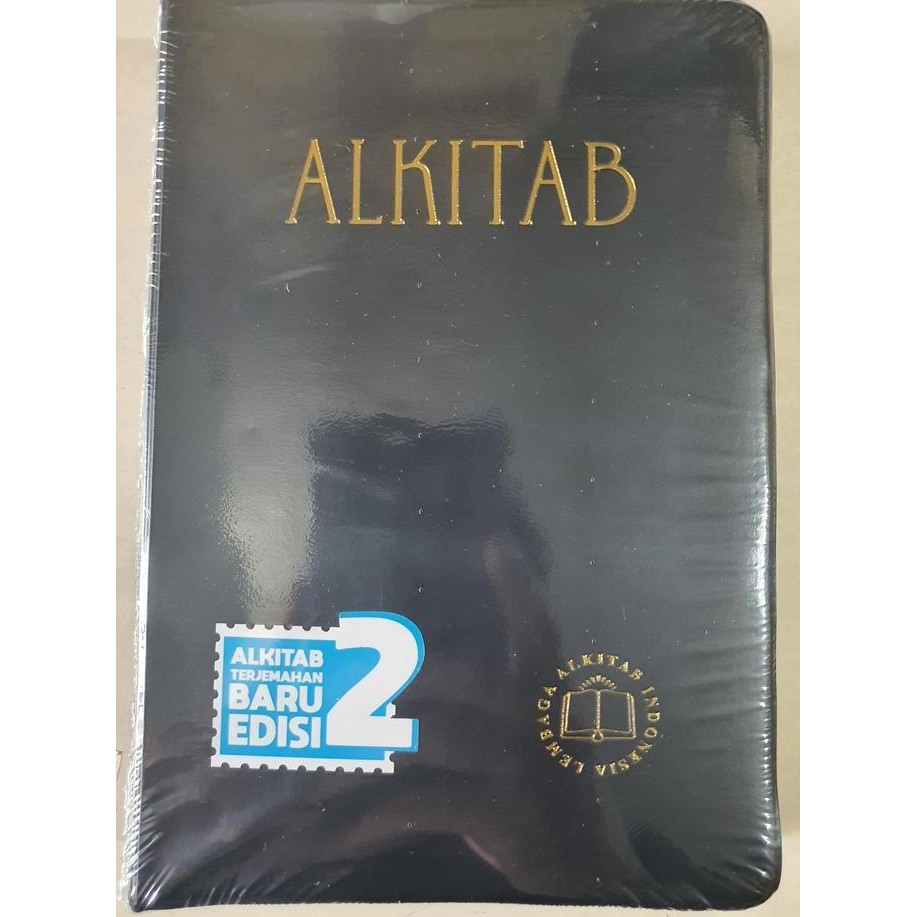 ALKITAB
ALKITAB
TERJEMAHAN
BARU
EDISI 2
LEMBAGA ALKITAB INDONESIA